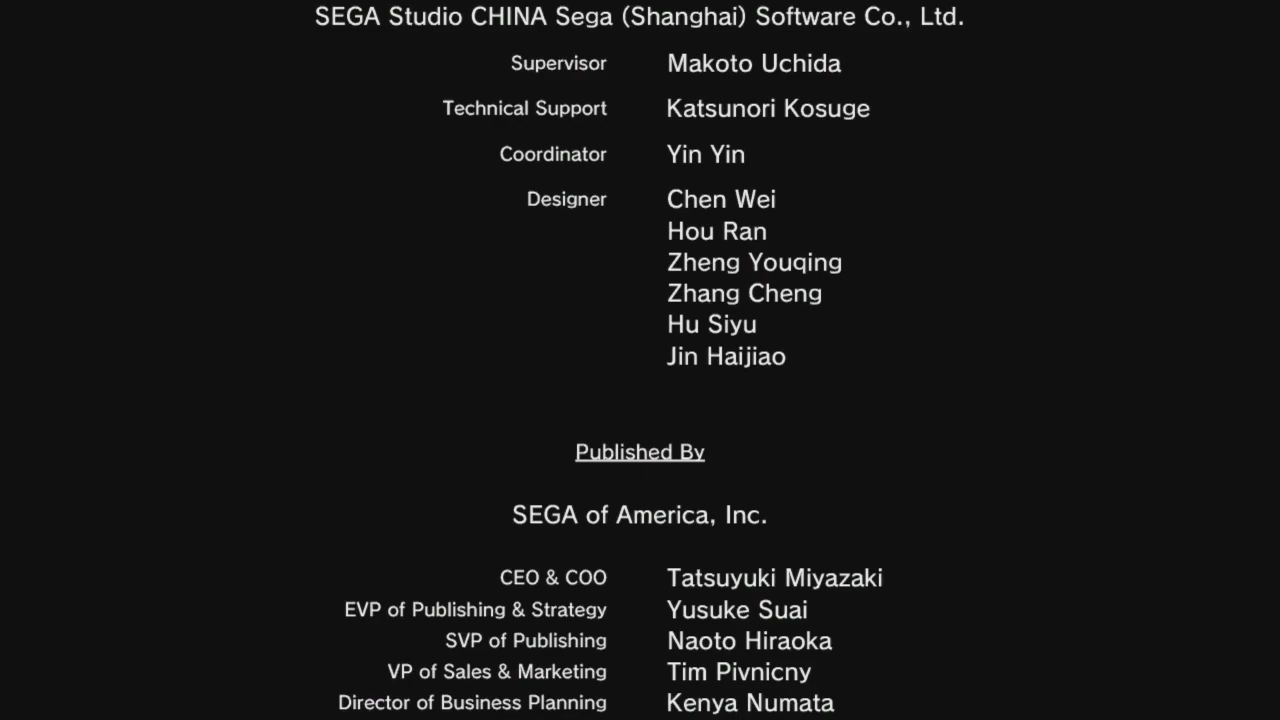 SEGA Studio CHINA Sega (Shanghai) Software Co., Ltd.
Supervisor Makoto Uchida
Technical Support Katsunori Kosuge
Coordinator Yin Yin
Designer Chen Wei
Hou Ran
Zheng Youqing
Zhang Cheng
Hu Siyu
Jin Haijiao
Published By
SEGA of America, Inc.
CEO & COO Tatsuyuki Miyazaki
EVP of Publishing & Strategy Yusuke Suai
SVP of Publishing Naoto Hiraoka
VP of Sales & Marketing Tim Pivnicny
Director of Business Planning Kenya Numata